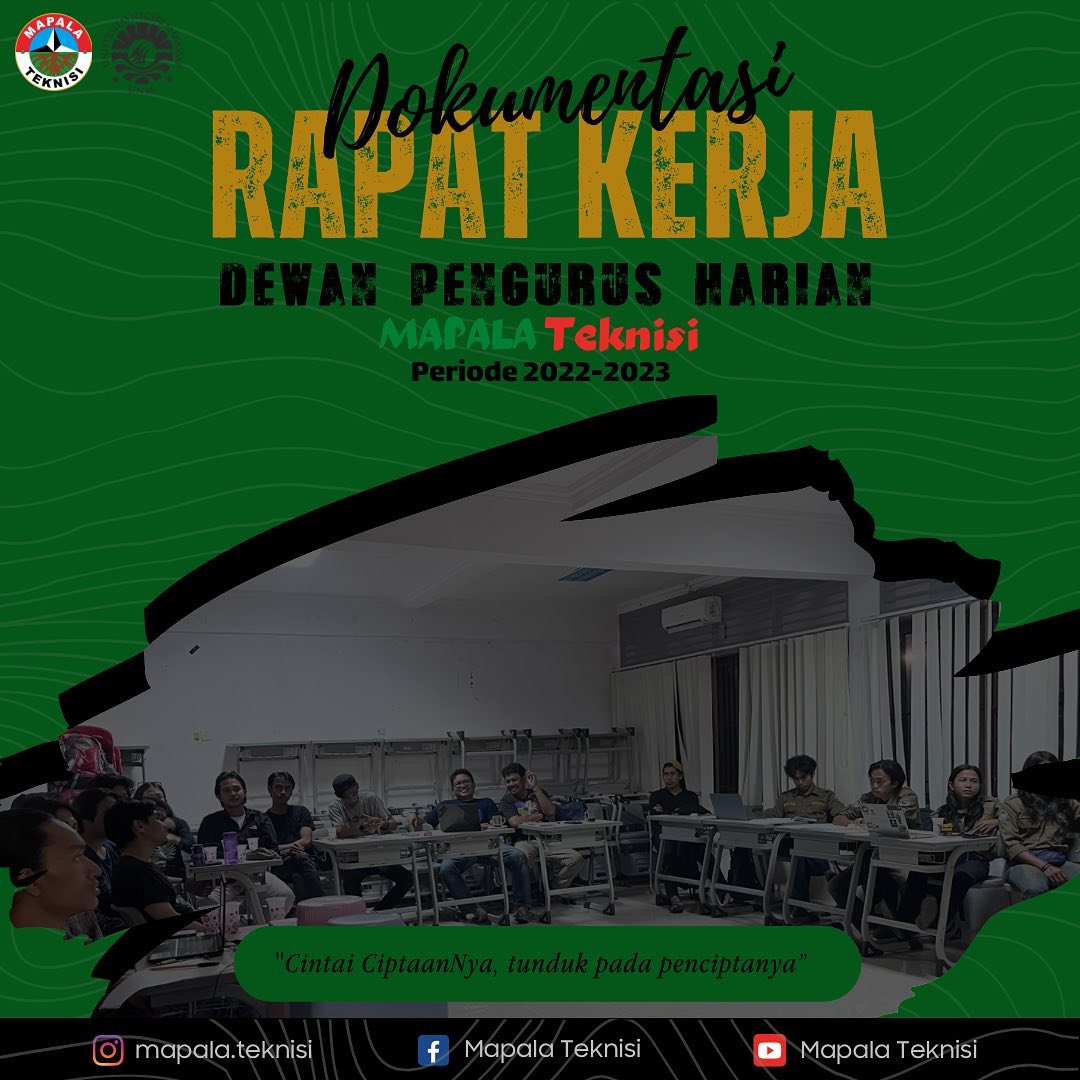 MAPALA
TEKNISI
Dokumentasi
RAPAT KERJA
DEWAN PENGURUS HARIAN
MAPALA Teknisi
Periode 2022-2023
"Cintai CiptaanNya, tunduk pada penciptanya”
mapala.teknisi
Mapala Teknisi
Mapala Teknisi